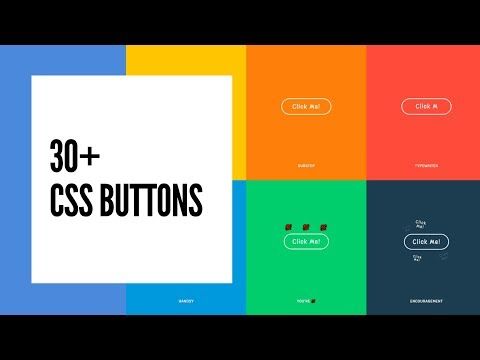 30+
CSS BUTTONS
Click Me!
DUBSTEP
Click M
TYPEWRITER
HANDSY
Click Me!
YOU'RE
Click Me!
Click Me!
Click Me!
ENCOURAGEMENT